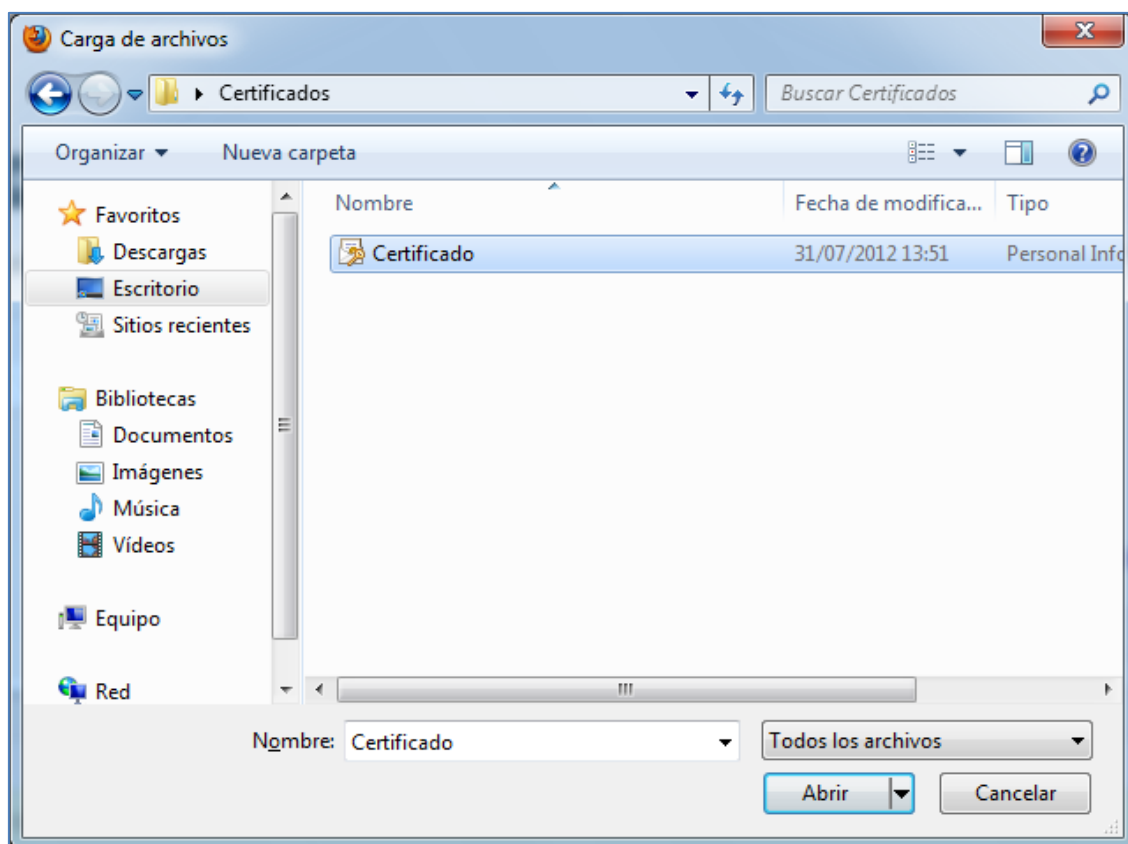 Carga de archivos
Certificados
Buscar Certificados
Organizar
Nueva carpeta
Nombre
Fecha de modifica...
Tipo
Certificado
31/07/2012 13:51
Personal Info
Favoritos
Descargas
Escritorio
Sitios recientes
Bibliotecas
Documentos
Imágenes
Música
Vídeos
Equipo
Red
Nombre: Certificado
Todos los archivos
Abrir
Cancelar